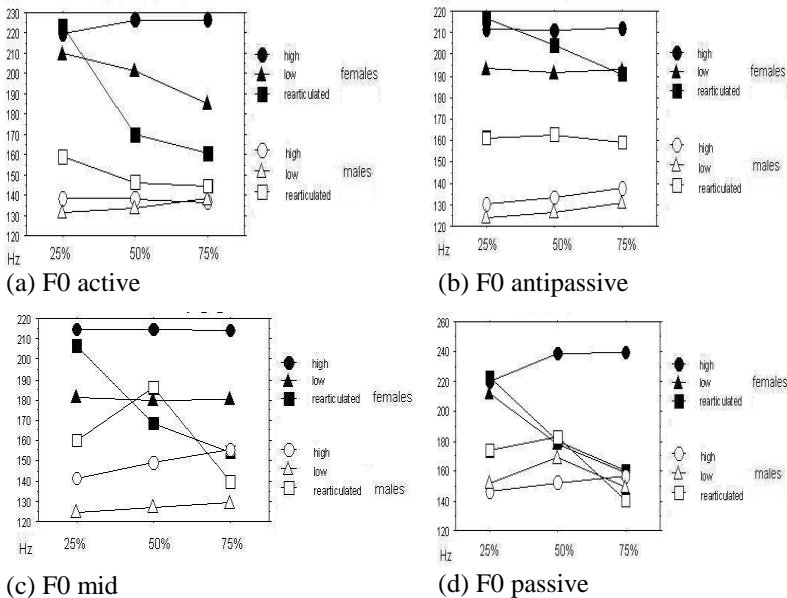 230
220
210
200
190
180
170
160
150
140
130
120
Hz
25% 50% 75%
high
low females
rearticulated
high
low males
rearticulated
(a) F0 active
220
210
200
190
180
170
160
150
140
130
120
Hz
25% 50% 75%
high
low females
rearticulated
high
low males
rearticulated
(b) F0 antipassive
220
210
200
190
180
170
160
150
140
130
120
Hz
25% 50% 75%
high
low
rearticulated females
high
low
rearticulated males
(c) F0 mid
260
240
220
200
180
160
140
120
Hz
25% 50% 75%
high
low females
rearticulated
high
low males
rearticulated
(d) F0 passive